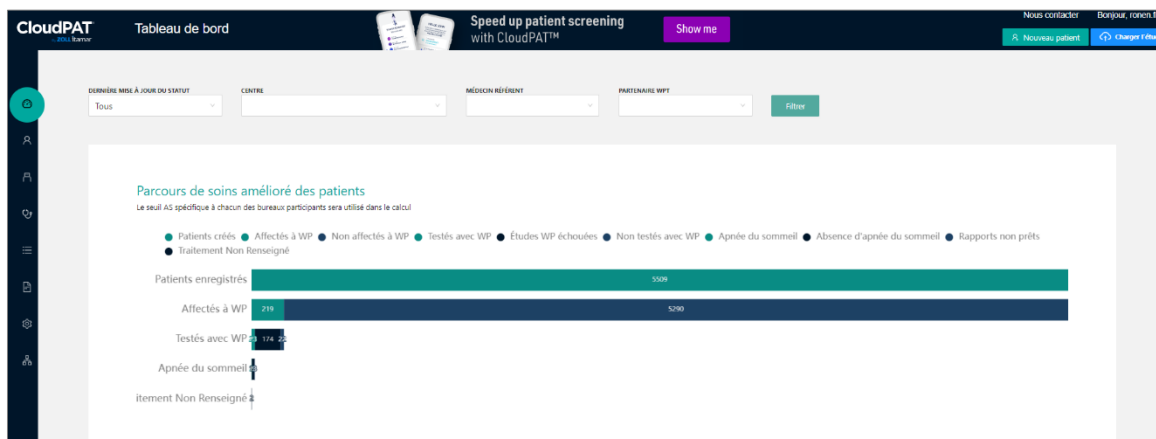 CloudPAT
by ZOLL Itamar
Tableau de bord
Speed up patient screening
with CloudPAT™
Show me
Nous contacter
Bonjour, ronen.f
Nouveau patient
Charger l'étu
DERNIÈRE MISE À JOUR DU STATUT
CENTRE
MÉDECIN RÉFÉRENT
PARTENAIRE WPT
Tous
Filtrer
Parcours de soins amélioré des patients
Le seuil AS spécifique à chacun des bureaux participants sera utilisé dans le calcul
Patients créés Affectés à WP Non affectés à WP Testés avec WP Études WP échouées Non testés avec WP Apnée du sommeil Absence d'apnée du sommeil Rapports non prêts
Traitement Non Renseigné
Patients enregistrés 5509
Affectés à WP 219 5290
Testés avec WP 174
Apnée du sommeil
itement Non Renseigné